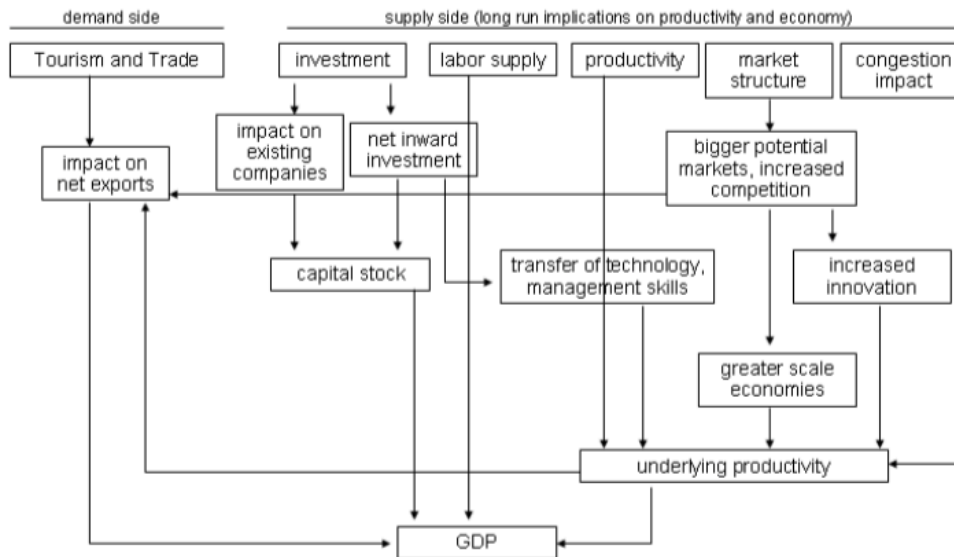 demand side
supply side (long run implications on productivity and economy)
Tourism and Trade
investment
labor supply
productivity
market
structure
congestion
impact
impact on
existing
companies
net inward
investment
impact on
net exports
bigger potential
markets, increased
competition
capital stock
transfer of technology,
management skills
increased
innovation
greater scale
economies
underlying productivity
GDP